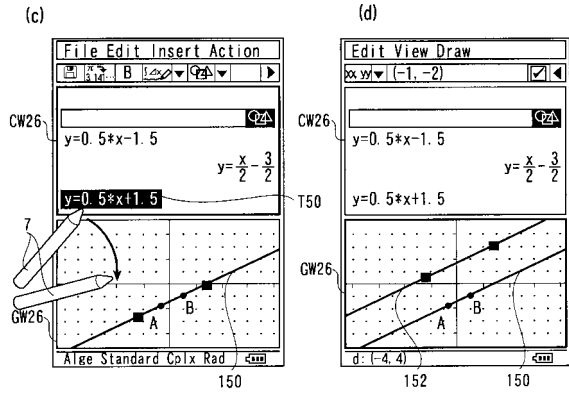 (c)
File Edit Insert Action
B
CW26
y=0. 5*x-1. 5
y=x/2-3/2
y=0. 5*x+1. 5
T50
7
A
B
GW26
Alge Standard Cplx Rad
150
(d)
Edit View Draw
(-1, -2)
CW26
y=0. 5*x-1. 5
y=x/2-3/2
y=0. 5*x+1. 5
GW26
A
B
d: (-4, 4)
152
150